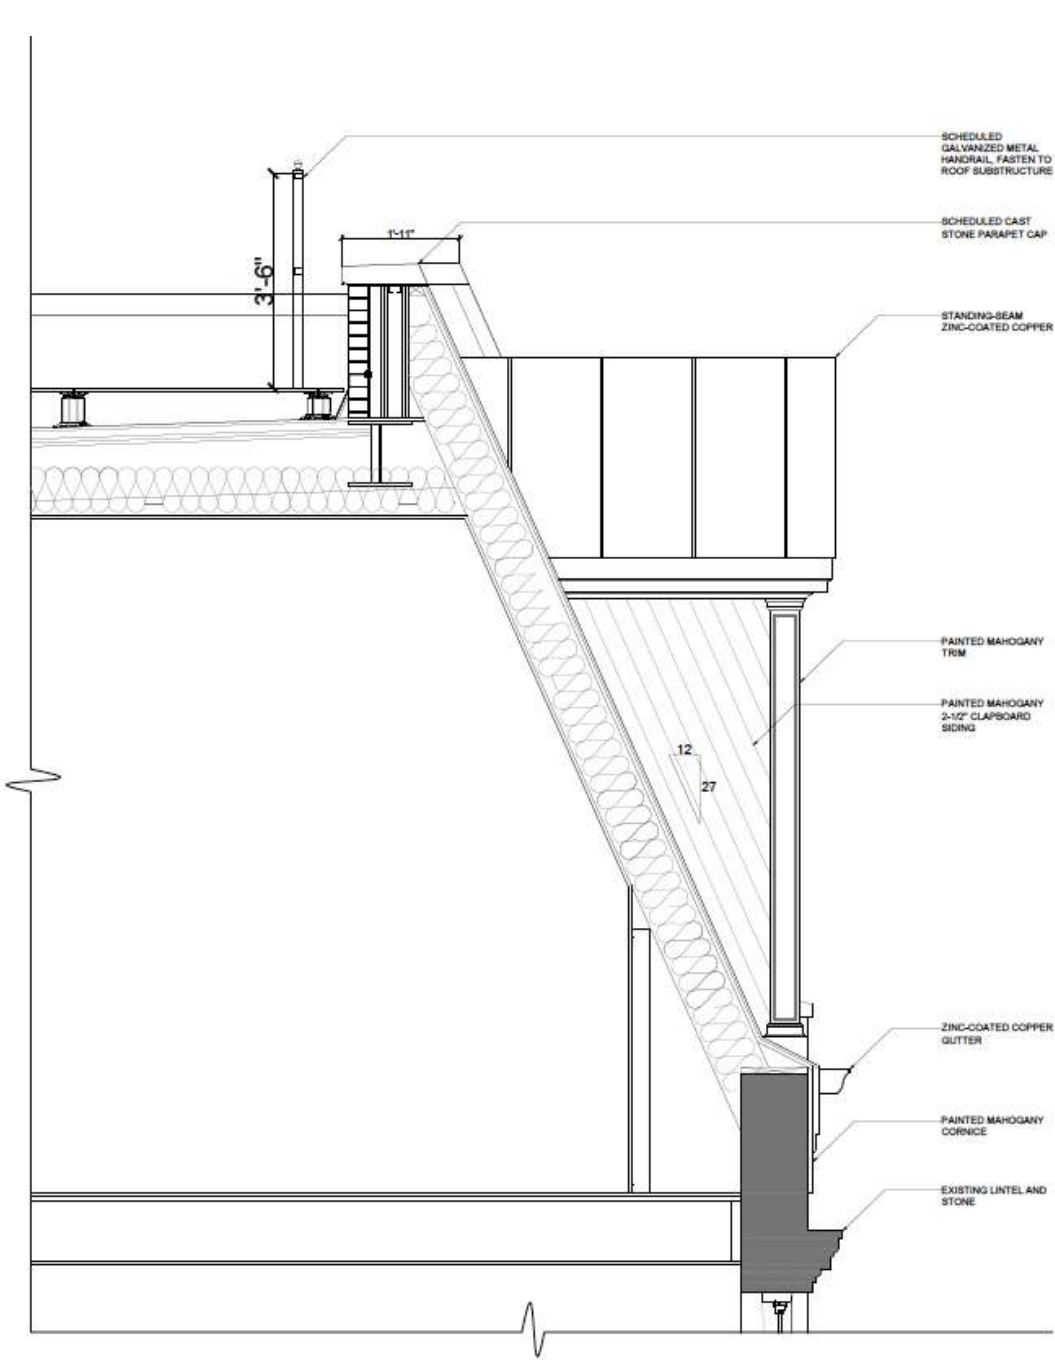 SCHEDULED
GALVANIZED METAL
HANDRAIL, FASTEN TO
ROOF SUBSTRUCTURE
SCHEDULED CAST
STONE PARAPET CAP
1'-11"
3'-6"
STANDING-SEAM
ZINC-COATED COPPER
PAINTED MAHOGANY
TRIM
PAINTED MAHOGANY
2-1/2" CLAPBOARD
SIDING
12
27
ZINC-COATED COPPER
GUTTER
PAINTED MAHOGANY
CORNICE
EXISTING LINTEL AND
STONE